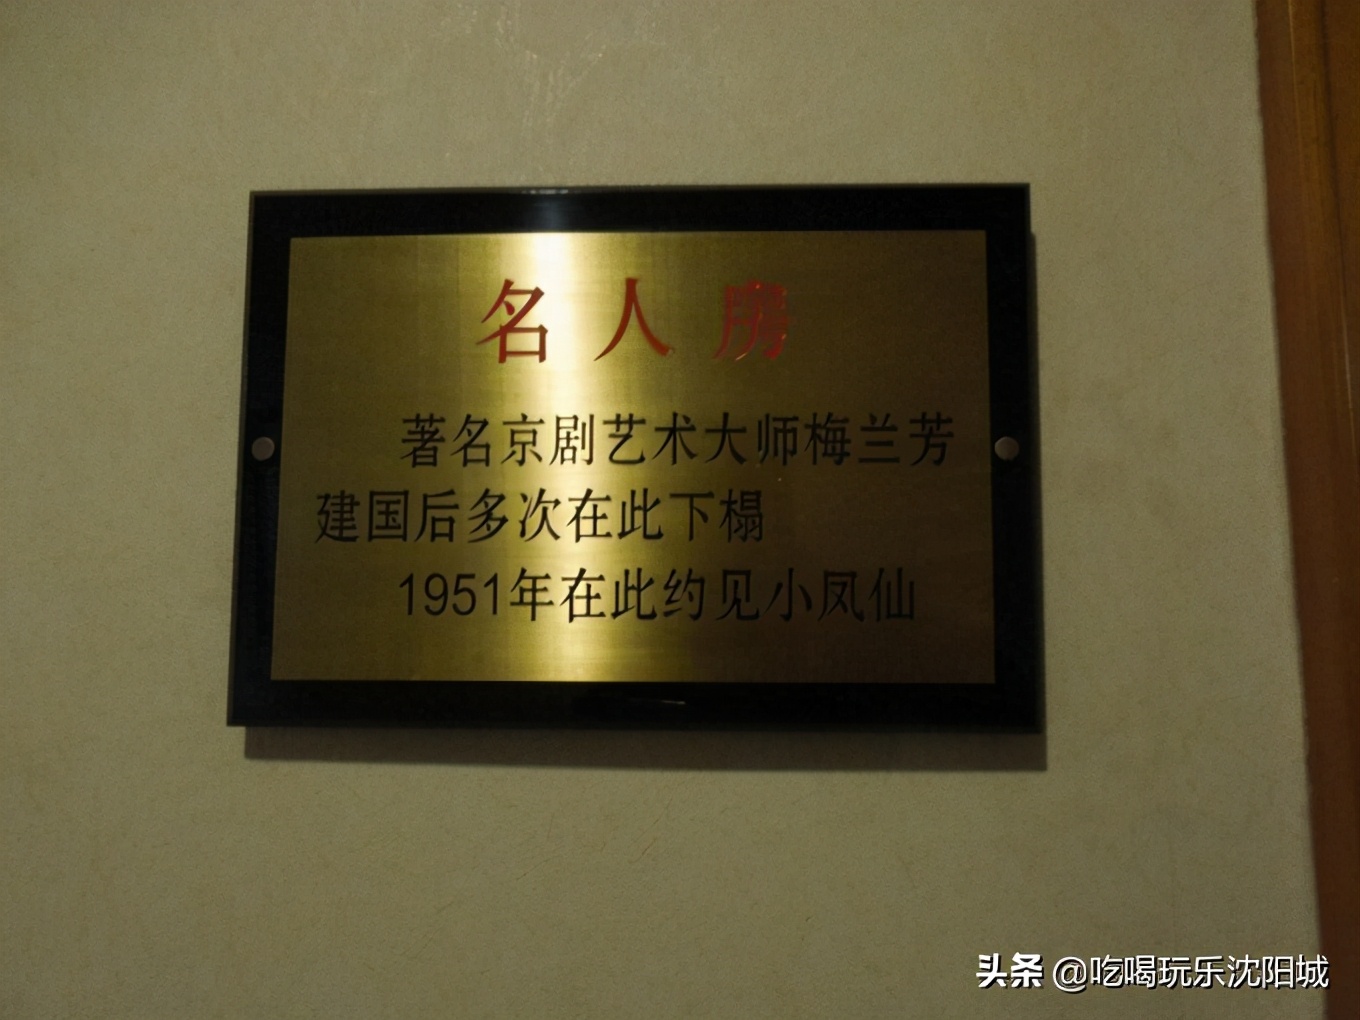 名人房
著名京剧艺术大师梅兰芳
建国后多次在此下榻
1951年在此约见小凤仙
头条 @吃喝玩乐沈阳城